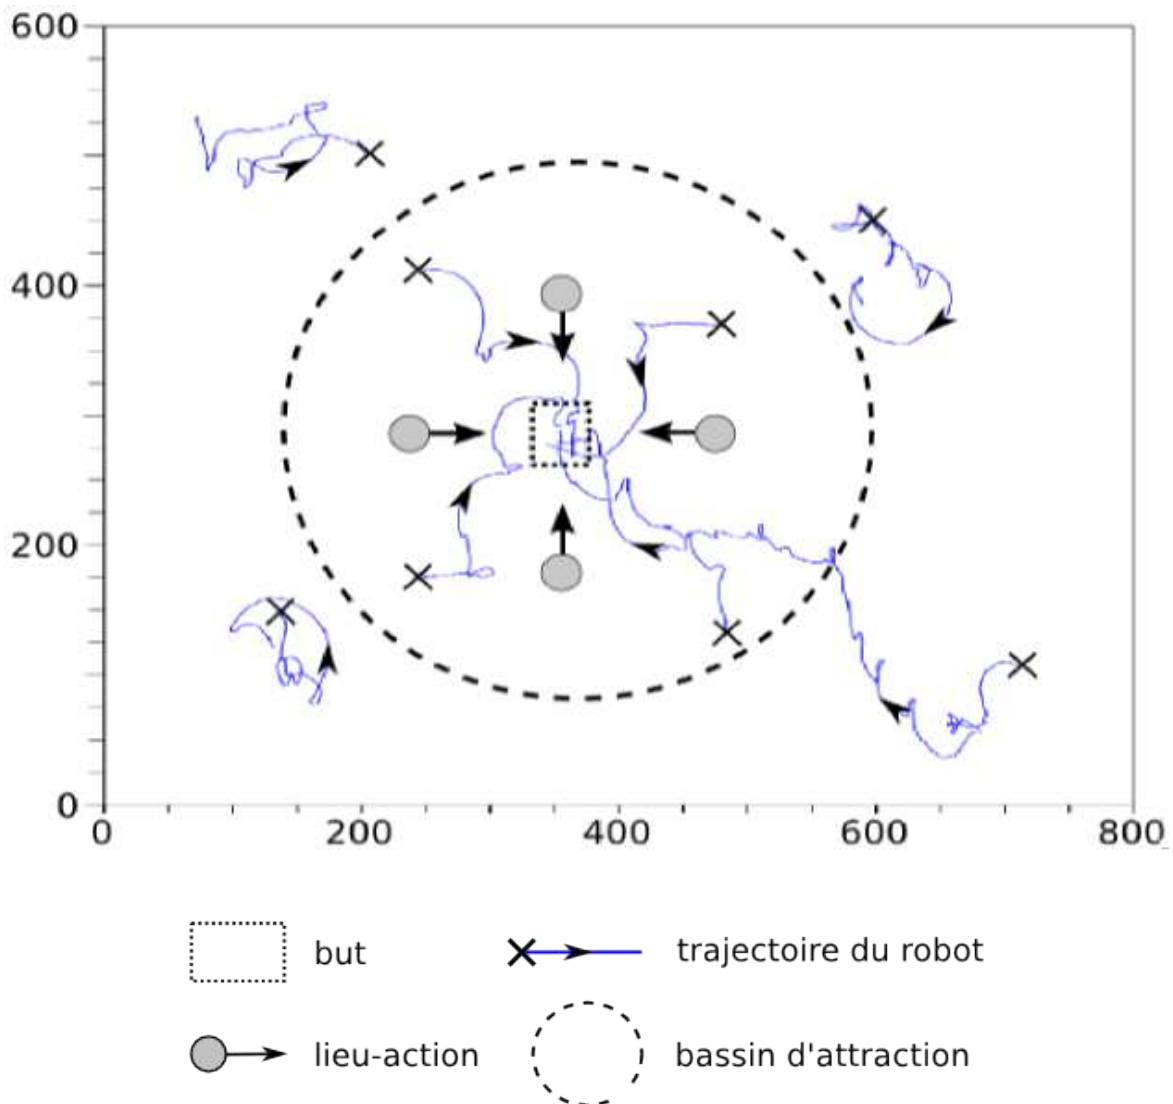 600
400
200
0
0 200 400 600 800
but
trajectoire du robot
lieu-action
bassin d'attraction